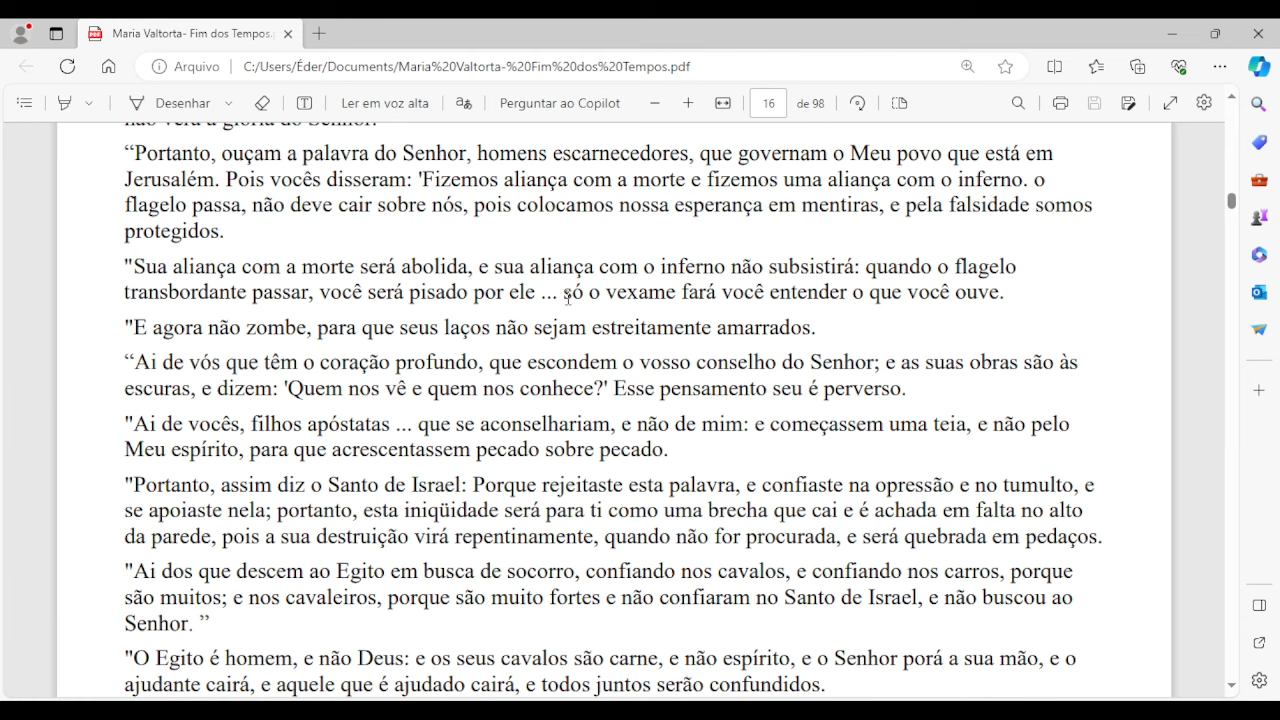 Maria Valtorta- Fim dos Tempos.
Arquivo C:/Users/Éder/Documents/Maria%20Valtorta-%20Fim%20dos%20Tempos.pdf
Desenhar Ler em voz alta Perguntar ao Copilot 16 de 98
não verá a glória do Senhor.
“Portanto, ouçam a palavra do Senhor, homens escarnecedores, que governam o Meu povo que está em
Jerusalém. Pois vocês disseram: 'Fizemos aliança com a morte e fizemos uma aliança com o inferno. o
flagelo passa, não deve cair sobre nós, pois colocamos nossa esperança em mentiras, e pela falsidade somos
protegidos.
"Sua aliança com a morte será abolida, e sua aliança com o inferno não subsistirá: quando o flagelo
transbordante passar, você será pisado por ele ... só o vexame fará você entender o que você ouve.
"E agora não zombe, para que seus laços não sejam estreitamente amarrados.
“Ai de vós que têm o coração profundo, que escondem o vosso conselho do Senhor; e as suas obras são às
escuras, e dizem: 'Quem nos vê e quem nos conhece?' Esse pensamento seu é perverso.
"Ai de vocês, filhos apóstatas ... que se aconselhariam, e não de mim: e começassem uma teia, e não pelo
Meu espírito, para que acrescentassem pecado sobre pecado.
"Portanto, assim diz o Santo de Israel: Porque rejeitaste esta palavra, e confiaste na opressão e no tumulto, e
se apoiaste nela; portanto, esta iniqüidade será para ti como uma brecha que cai e é achada em falta no alto
da parede, pois a sua destruição virá repentinamente, quando não for procurada, e será quebrada em pedaços.
"Ai dos que descem ao Egito em busca de socorro, confiando nos cavalos, e confiando nos carros, porque
são muitos; e nos cavaleiros, porque são muito fortes e não confiaram no Santo de Israel, e não buscou ao
Senhor. ”
"O Egito é homem, e não Deus: e os seus cavalos são carne, e não espírito, e o Senhor porá a sua mão, e o
ajudante cairá, e aquele que é ajudado cairá, e todos juntos serão confundidos.